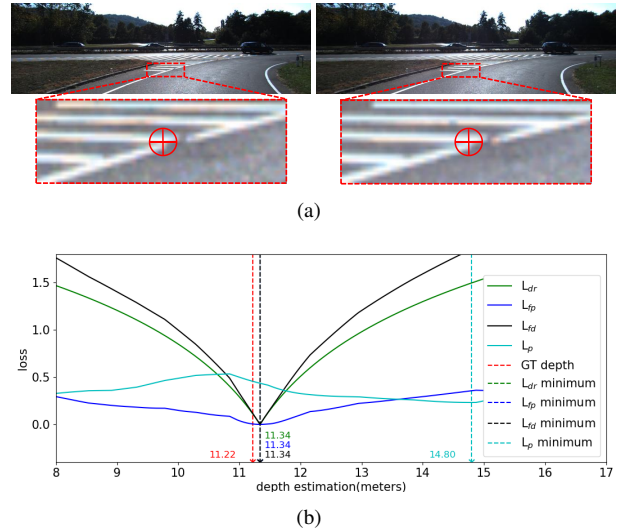 (a)
1.5
1.0
0.5
0.0
loss
L_dr
L_fp
L_fd
L_p
GT depth
L_dr minimum
L_fp minimum
L_fd minimum
L_p minimum
11.34
11.34
11.22 11.34 14.80
8 9 10 11 12 13 14 15 16 17
depth estimation(meters)
(b)